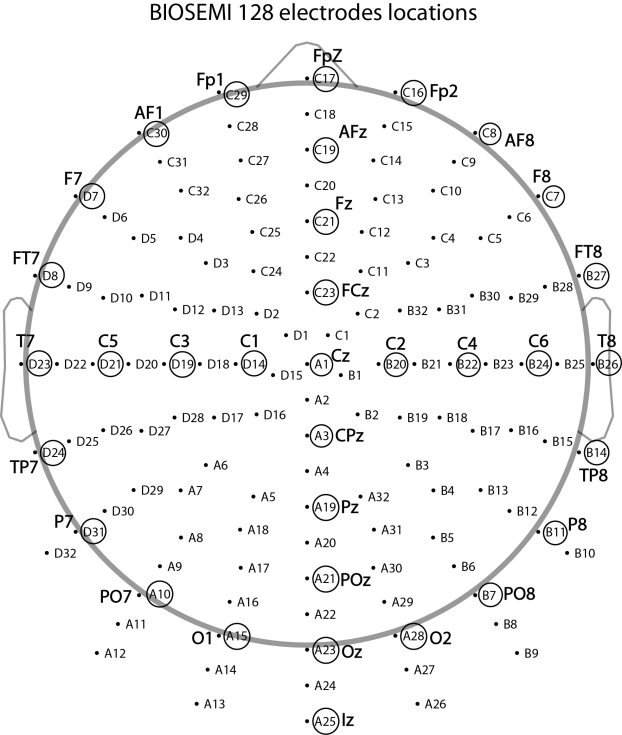 BIOSEMI 128 electrodes locations
FpZ
C17
Fp1 C29 C16 Fp2
C18
AF1 C28 C15
C30 AFz C8 AF8
C19
C31 C27 C14 C9
F7 C32 C20 C10 F8
D7 C26 Fz C13 C7
D6 C21 C6
D5 D4 C25 C12 C4 C5
FT7 C22 FT8
D8 D3 C24 C11 C3 B27
D9 C23 FCz B28
D10 D11 B30 B29
D12 D13 D2 C2 B32 B31
T7 C5 C3 C1 D1 C1 C2 C4 C6 T8
Cz
D23 D22 D21 D20 D19 D18 D14 A1 B20 B21 B22 B23 B24 B25 B26
D15 B1
A2
D28 D17 D16 B2 B19 B18
D26 D27 A3 CPz B17 B16
D24 D25 B15 B14
TP7 A6 A4 B3 TP8
D29 A7 A5 A32 B4 B13
P7 D30 A19 Pz B12 P8
D31 A18 A31 B11
A8 A20 B5
D32 B10
A9 A17 A21 POz A30 B6
PO7 A10 B7 PO8
A16 A29
A22
A11 B8
O1 A15 A28 O2
A12 A23 Oz B9
A14 A27
A24
A13 A26
A25 Iz